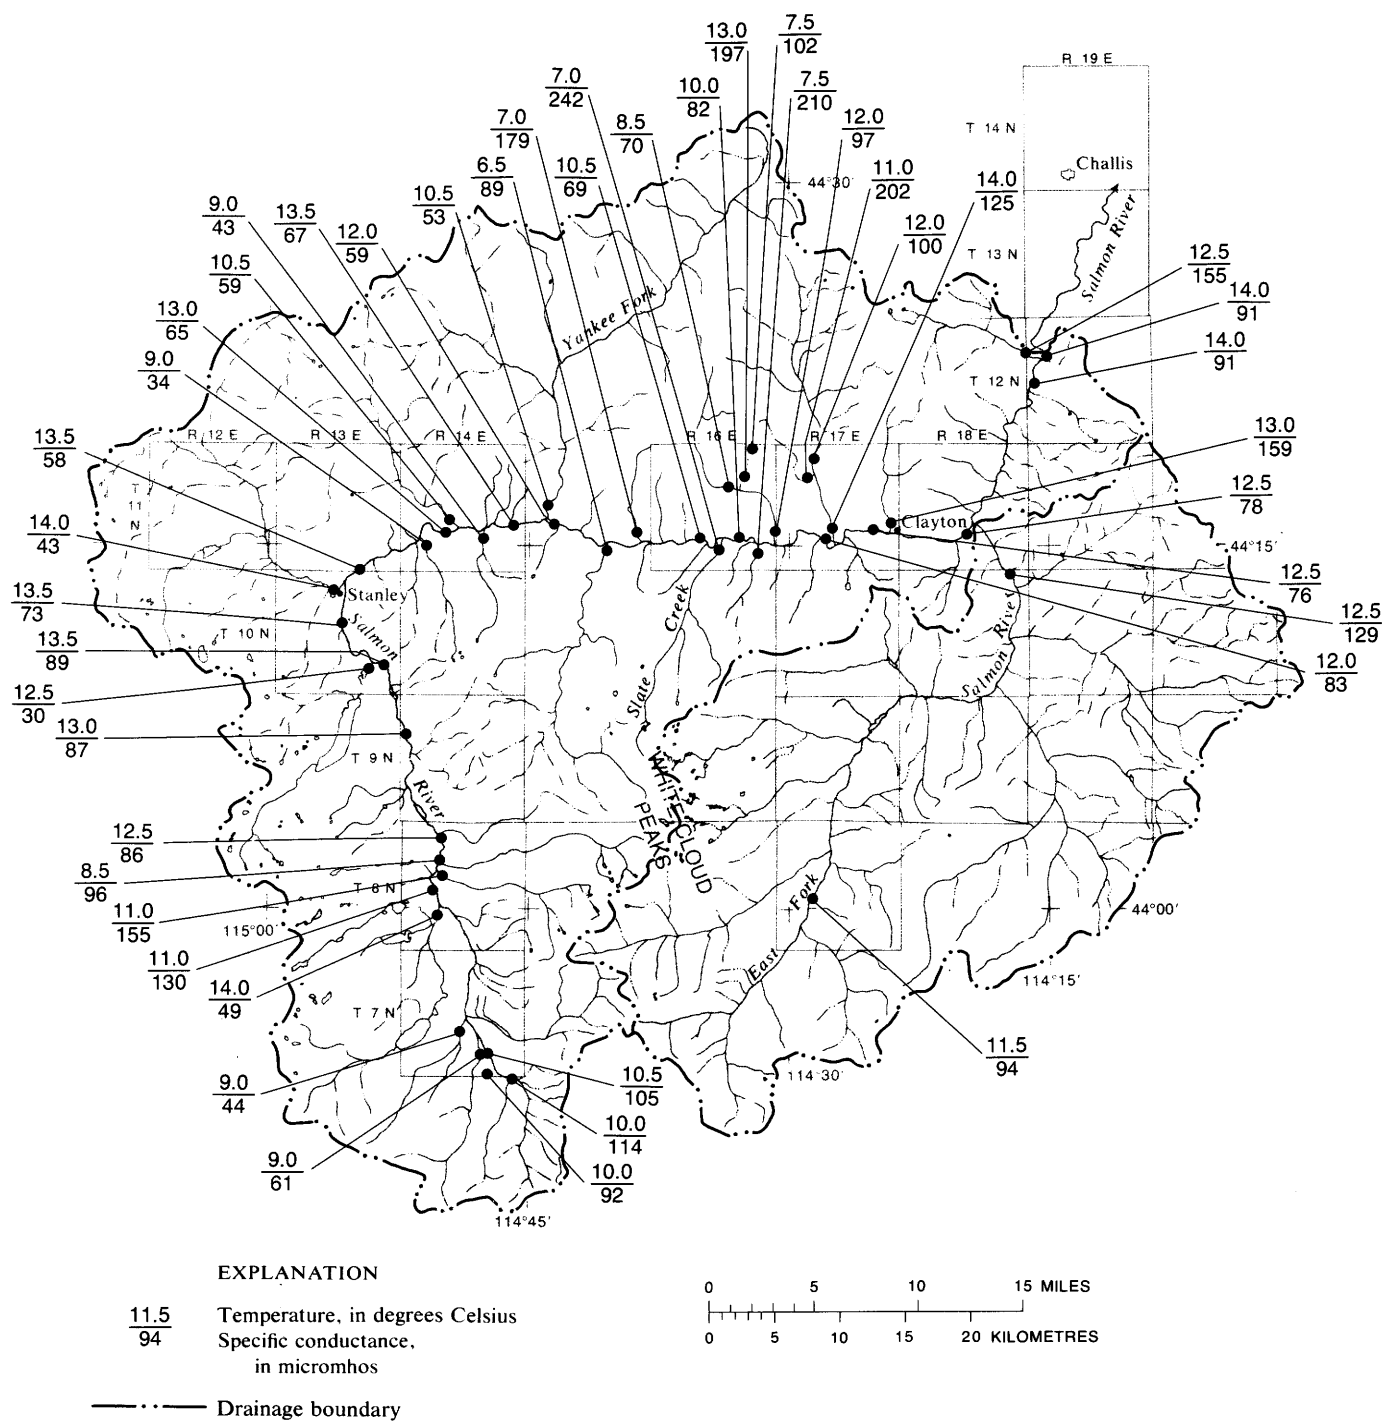 13.0
197
7.5
102
R 19 E
7.0
242
10.0
82
7.5
210
8.5
70
12.0
97
T 14 N
7.0
179
Challis
6.5
89
10.5
69
11.0
202
14.0
125
44°30′
10.5
53
9.0
43
13.5
67
12.0
59
12.0
100
T 13 N
Salmon River
12.5
155
10.5
59
14.0
91
13.0
65
Yankee Fork
14.0
91
9.0
34
T 12 N
13.5
58
R 12 E
R 13 E
R 14 E
R 16 E
R 17 E
R 18 E
13.0
159
T
11
N
12.5
78
14.0
43
Clayton
44°15′
12.5
76
13.5
73
Stanley
Salmon
River
Creek
Slate
T 10 N
12.5
129
13.5
89
Salmon River
12.0
83
12.5
30
13.0
87
T 9 N
WHITE CLOUD
PEAKS
12.5
86
8.5
96
T 8 N
East Fork
11.0
155
115°00′
44°00′
11.0
130
14.0
49
T 7 N
114°15′
11.5
94
9.0
44
10.5
105
114°30′
10.0
114
9.0
61
10.0
92
114°45′
EXPLANATION
11.5
94
Temperature, in degrees Celsius
Specific conductance,
in micromhos
Drainage boundary
0 5 10 15 MILES
0 5 10 15 20 KILOMETRES